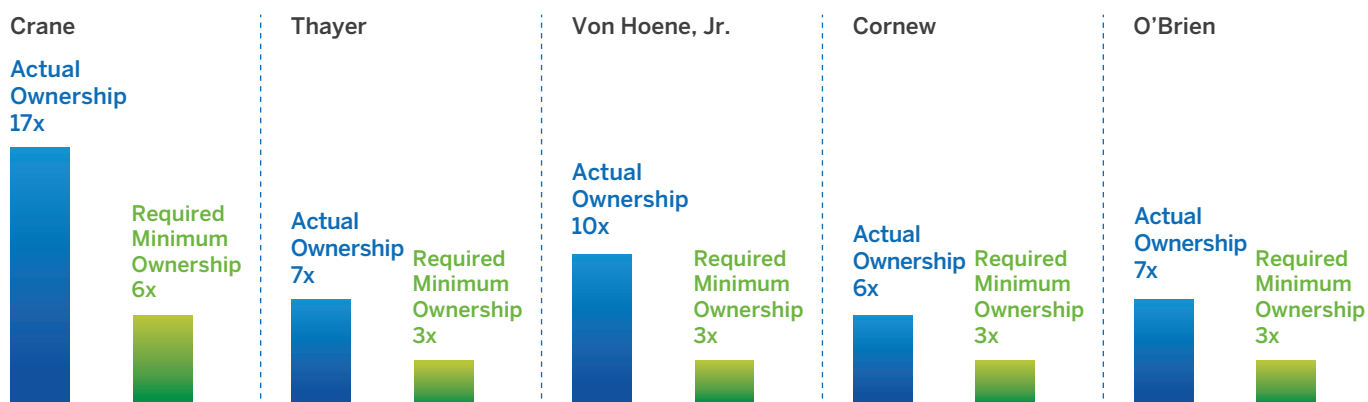 Crane
Actual
Ownership
17x
Required
Minimum
Ownership
6x
Thayer
Actual
Ownership
7x
Required
Minimum
Ownership
3x
Von Hoene, Jr.
Actual
Ownership
10x
Required
Minimum
Ownership
3x
Cornew
Actual
Ownership
6x
Required
Minimum
Ownership
3x
O’Brien
Actual
Ownership
7x
Required
Minimum
Ownership
3x